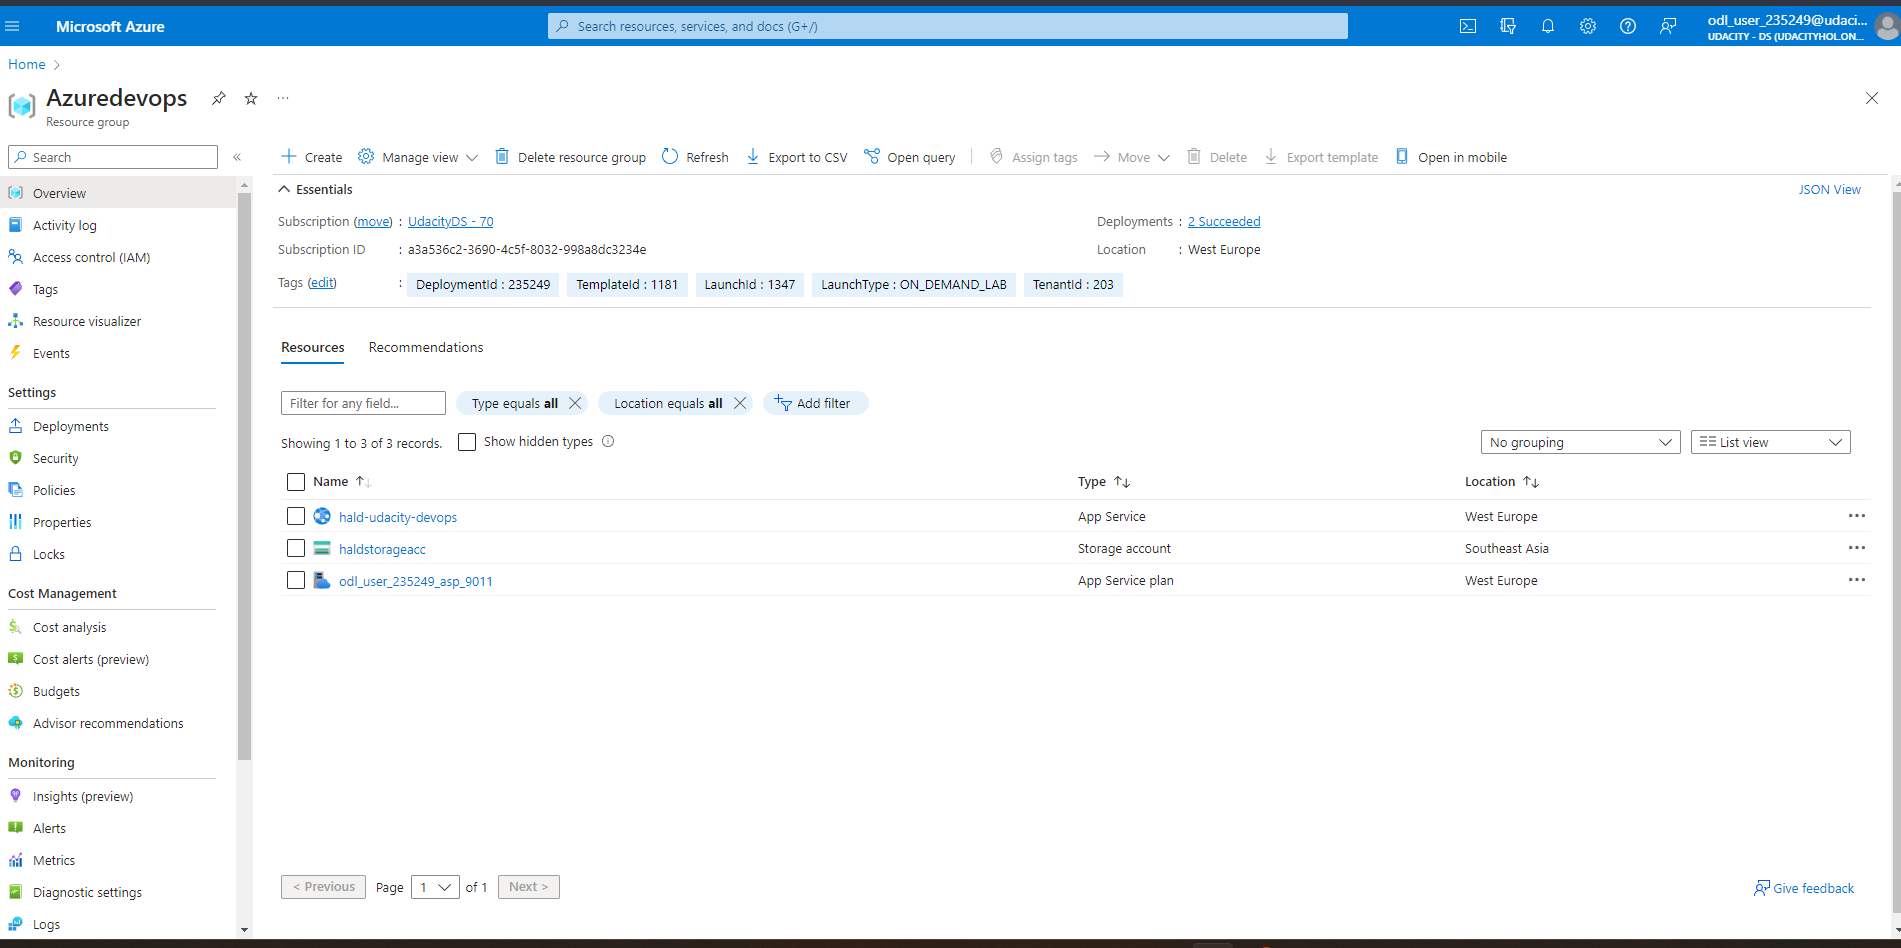 Microsoft Azure
Search resources, services, and docs (G+/)
odl_user_235249@udaci...
UDACITY - DS (UDACITYHOL.ON...
Home
Azuredevops
Resource group
Search
Overview
Activity log
Access control (IAM)
Tags
Resource visualizer
Events
Settings
Deployments
Security
Policies
Properties
Locks
Cost Management
Cost analysis
Cost alerts (preview)
Budgets
Advisor recommendations
Monitoring
Insights (preview)
Alerts
Metrics
Diagnostic settings
Logs
Create Manage view Delete resource group Refresh Export to CSV Open query Assign tags Move Delete Export template Open in mobile
Essentials JSON View
Subscription (move) : UdacityDS - 70 Deployments : 2 Succeeded
Subscription ID : a3a536c2-3690-4c5f-8032-998a8dc3234e Location : West Europe
Tags (edit) : DeploymentId : 235249 TemplateId : 1181 LaunchId : 1347 LaunchType : ON_DEMAND_LAB TenantId : 203
Resources Recommendations
Filter for any field... Type equals all Location equals all Add filter
Showing 1 to 3 of 3 records. Show hidden types No grouping List view
Name Type Location
hald-udacity-devops App Service West Europe
haldstorageacc Storage account Southeast Asia
odl_user_235249_asp_9011 App Service plan West Europe
< Previous Page 1 of 1 Next > Give feedback